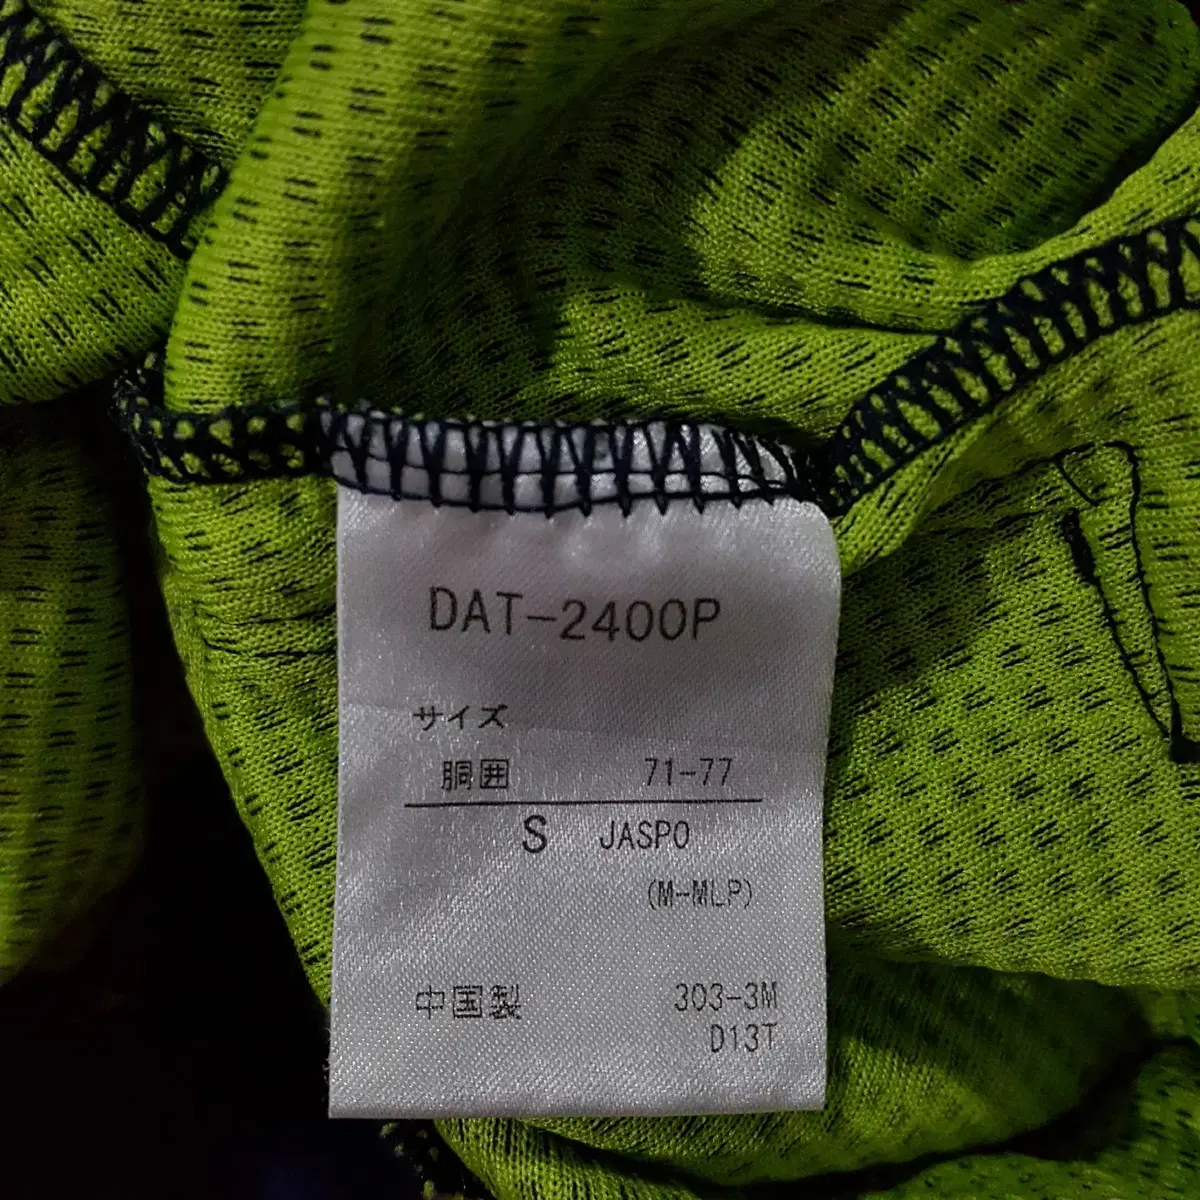 DAT-2400P
サイズ
胴囲 71-77
S JASPO
(M-MLP)
中国製 303-3M
D13T